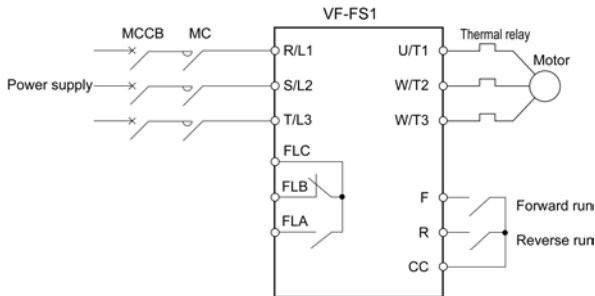 VF-FS1
MCCB MC
R/L1 U/T1 Thermal relay
Motor
Power supply S/L2 W/T2
T/L3 W/T3
FLC
FLB F Forward run
FLA R Reverse run
CC